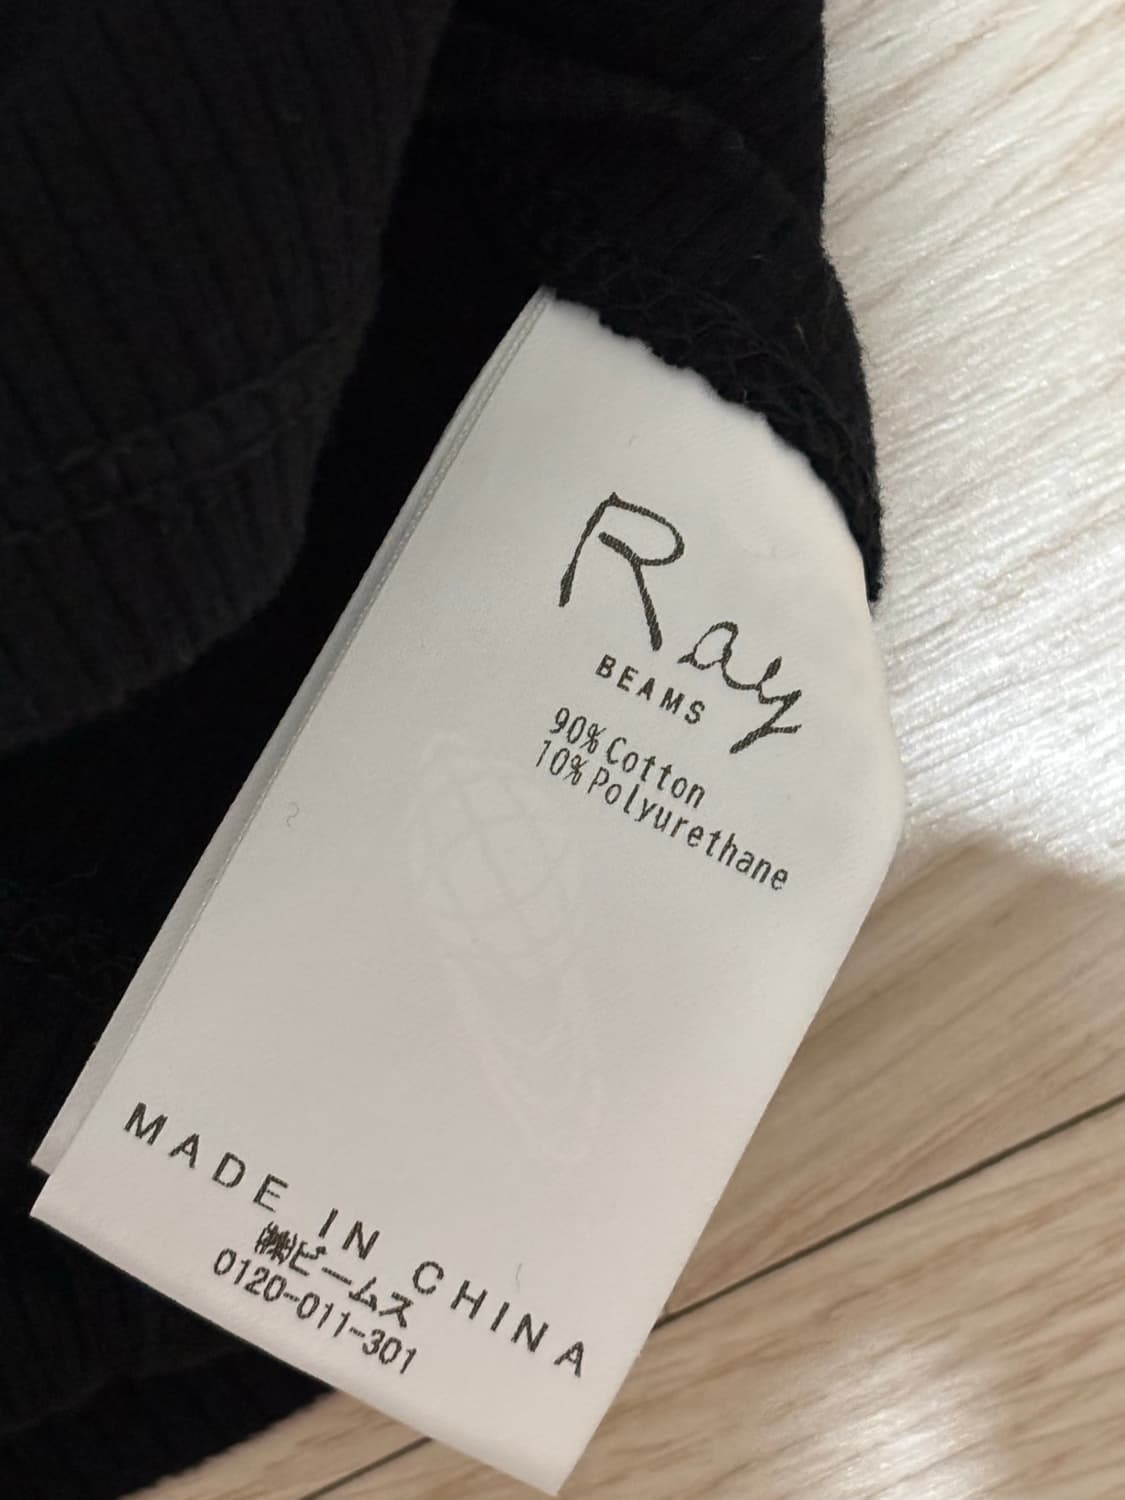 Ray
BEAMS
90% Cotton
10% Polyurethane
MADE IN CHINA
㈱ビームス
0120-011-301